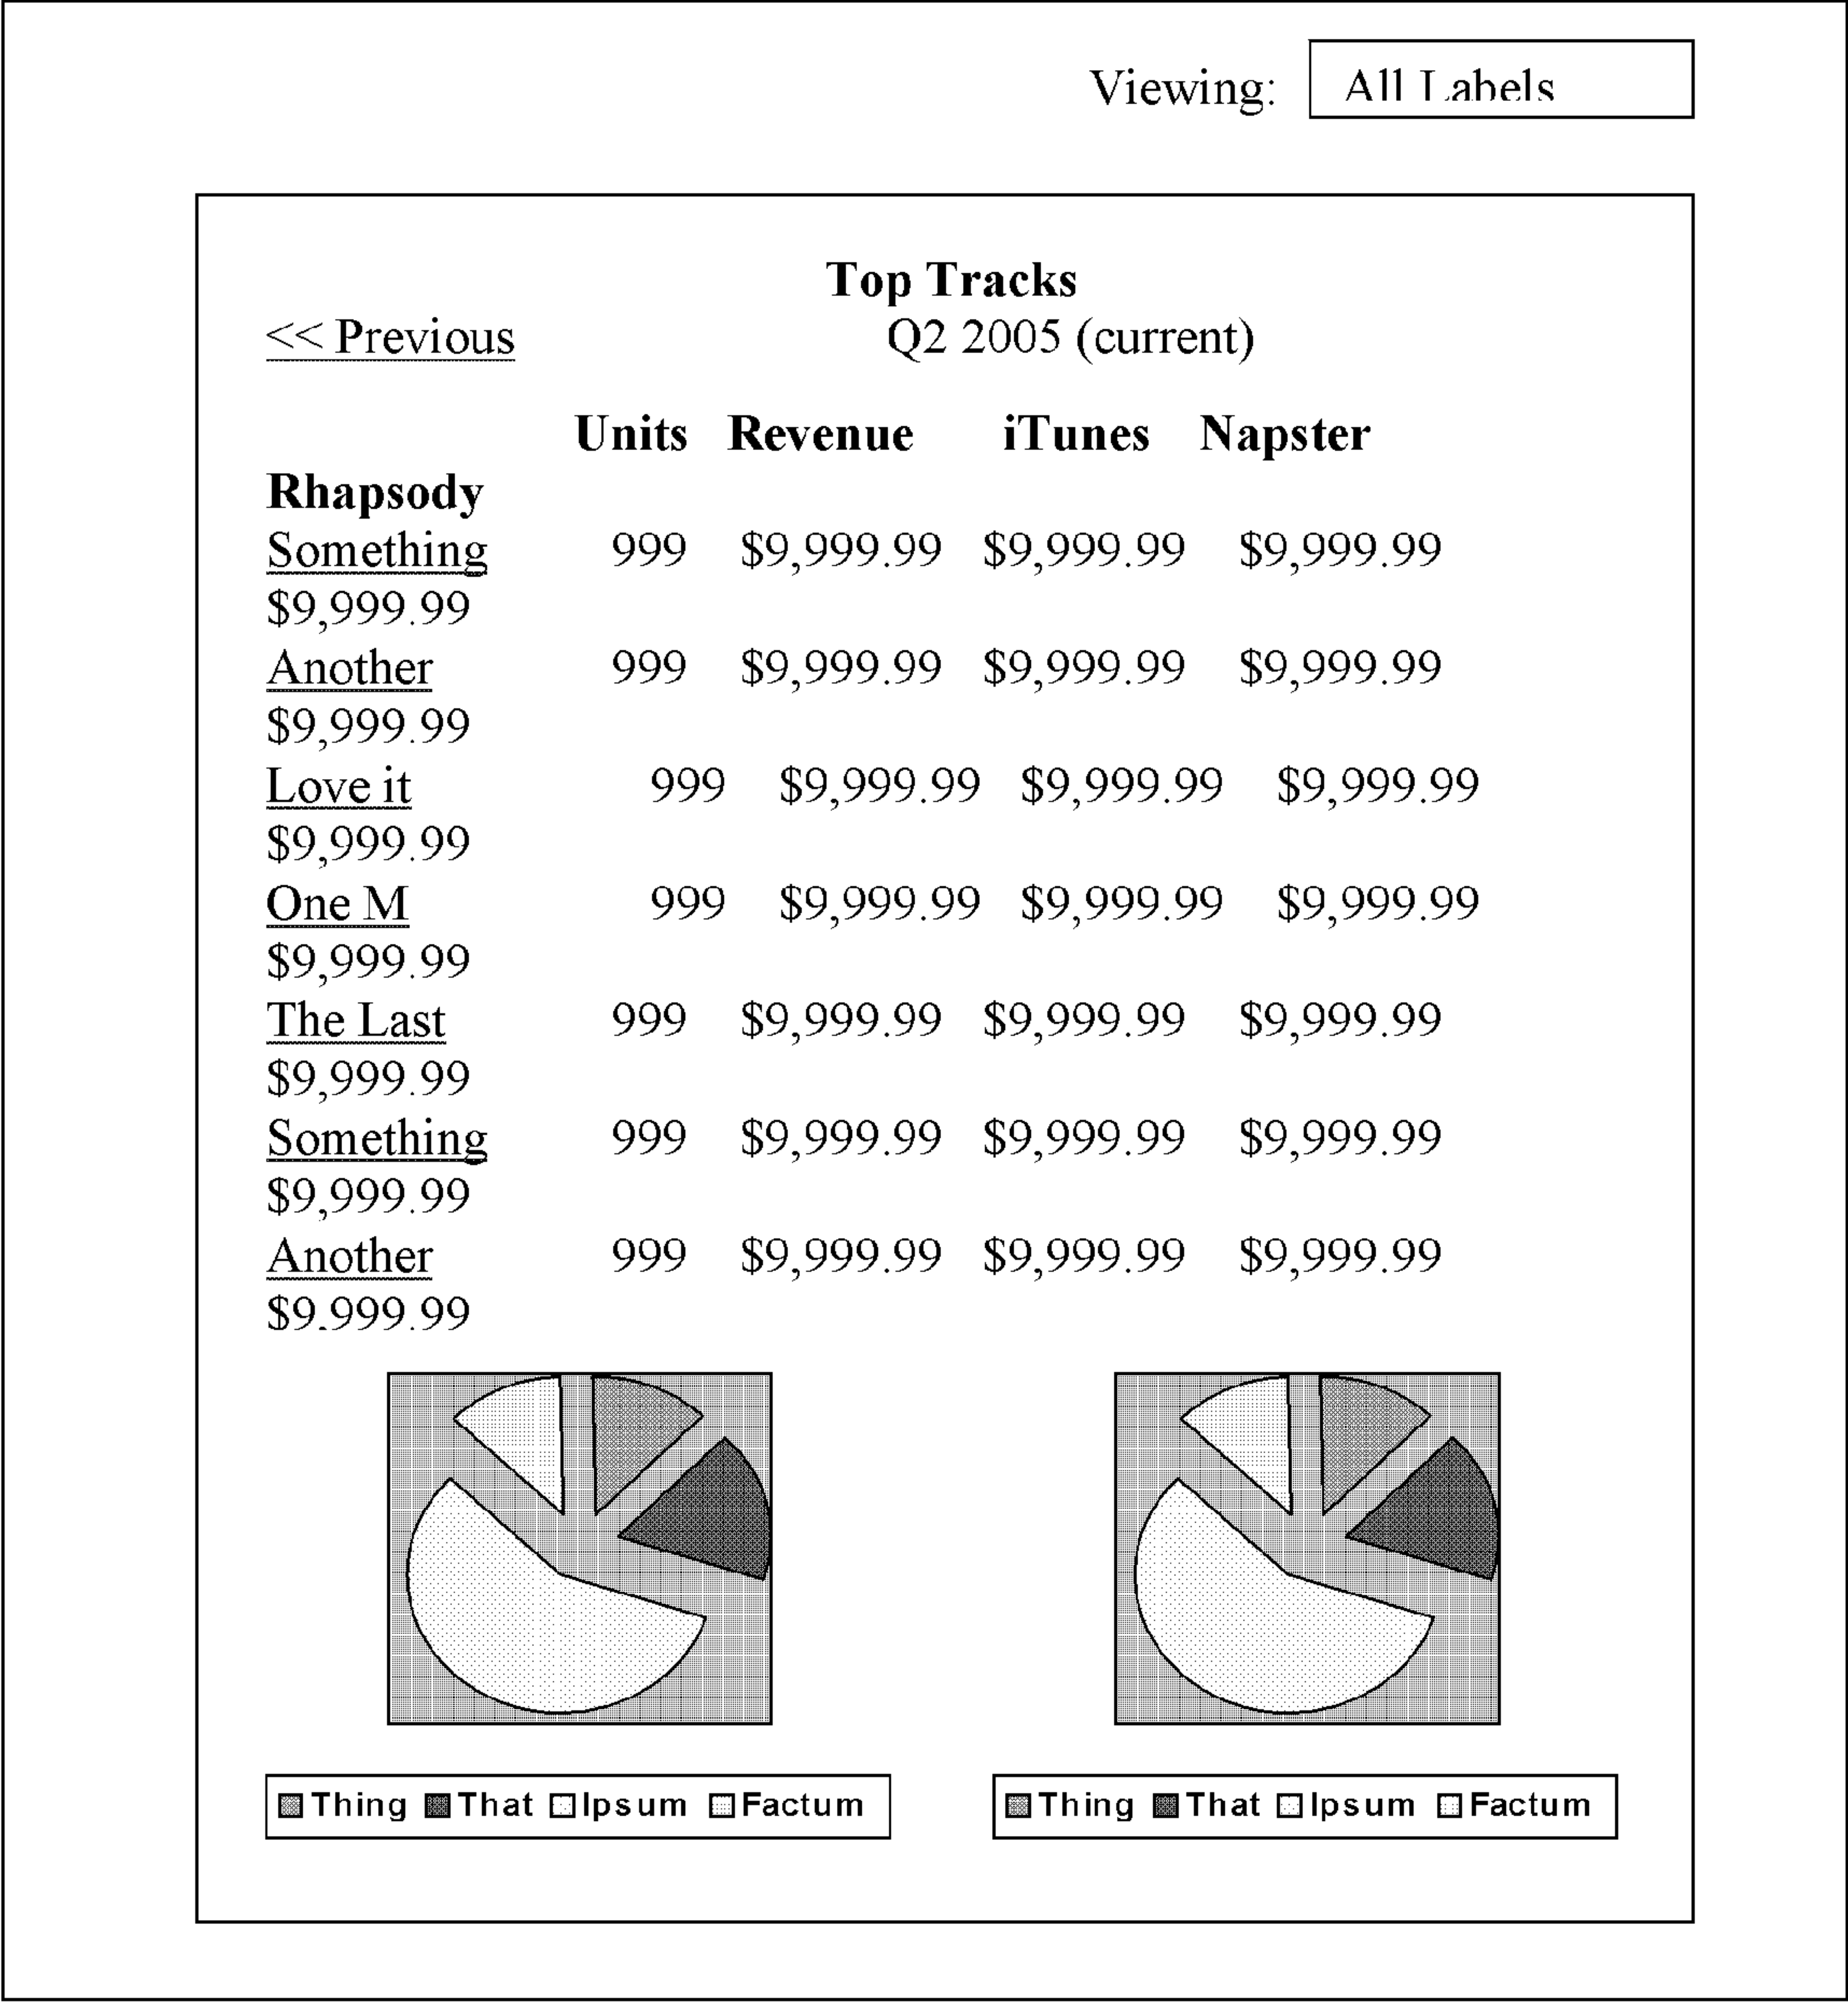 Viewing: All Labels
Top Tracks
<< Previous Q2 2005 (current)
Units Revenue iTunes Napster
Rhapsody
Something 999 $9,999.99 $9,999.99 $9,999.99
$9,999.99
Another 999 $9,999.99 $9,999.99 $9,999.99
$9,999.99
Love it 999 $9,999.99 $9,999.99 $9,999.99
$9,999.99
One M 999 $9,999.99 $9,999.99 $9,999.99
$9,999.99
The Last 999 $9,999.99 $9,999.99 $9,999.99
$9,999.99
Something 999 $9,999.99 $9,999.99 $9,999.99
$9,999.99
Another 999 $9,999.99 $9,999.99 $9,999.99
$9,999.99
Thing That Ipsum Factum
Thing That Ipsum Factum